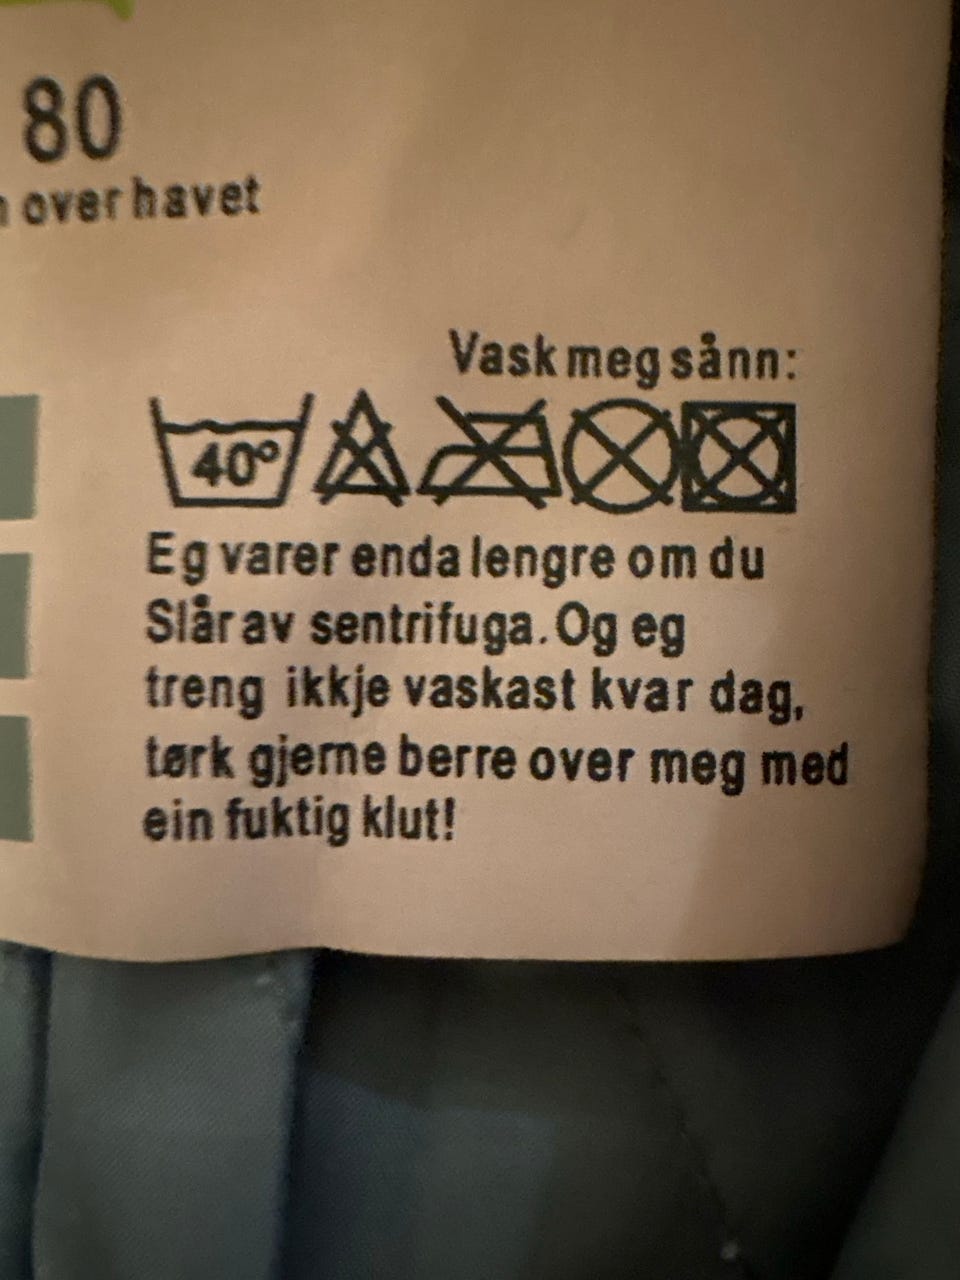 80
over havet
Vask meg sånn:
40°
Eg varer enda lengre om du
Slår av sentrifuga. Og eg
treng ikkje vaskast kvar dag,
tørk gjerne berre over meg med
ein fuktig klut!